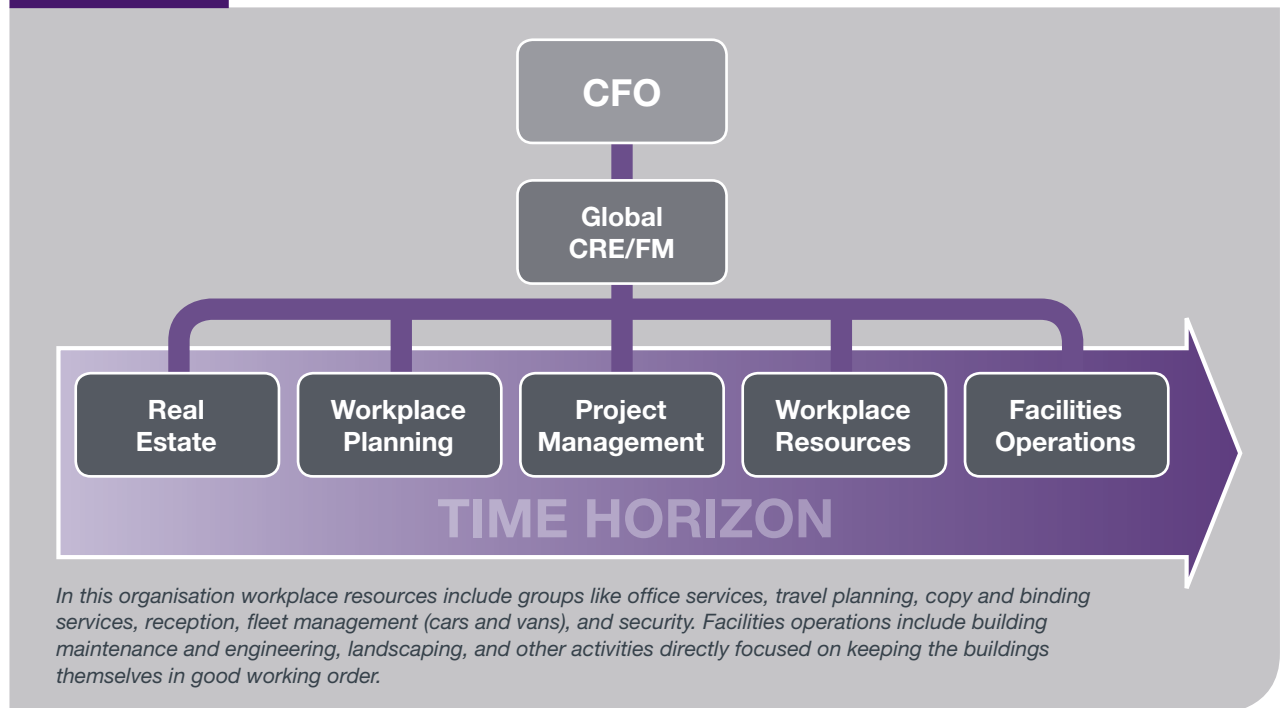 CFO
Global
CRE/FM
Real
Estate
Workplace
Planning
Project
Management
Workplace
Resources
Facilities
Operations
TIME HORIZON
In this organisation workplace resources include groups like office services, travel planning, copy and binding
services, reception, fleet management (cars and vans), and security. Facilities operations include building
maintenance and engineering, landscaping, and other activities directly focused on keeping the buildings
themselves in good working order.